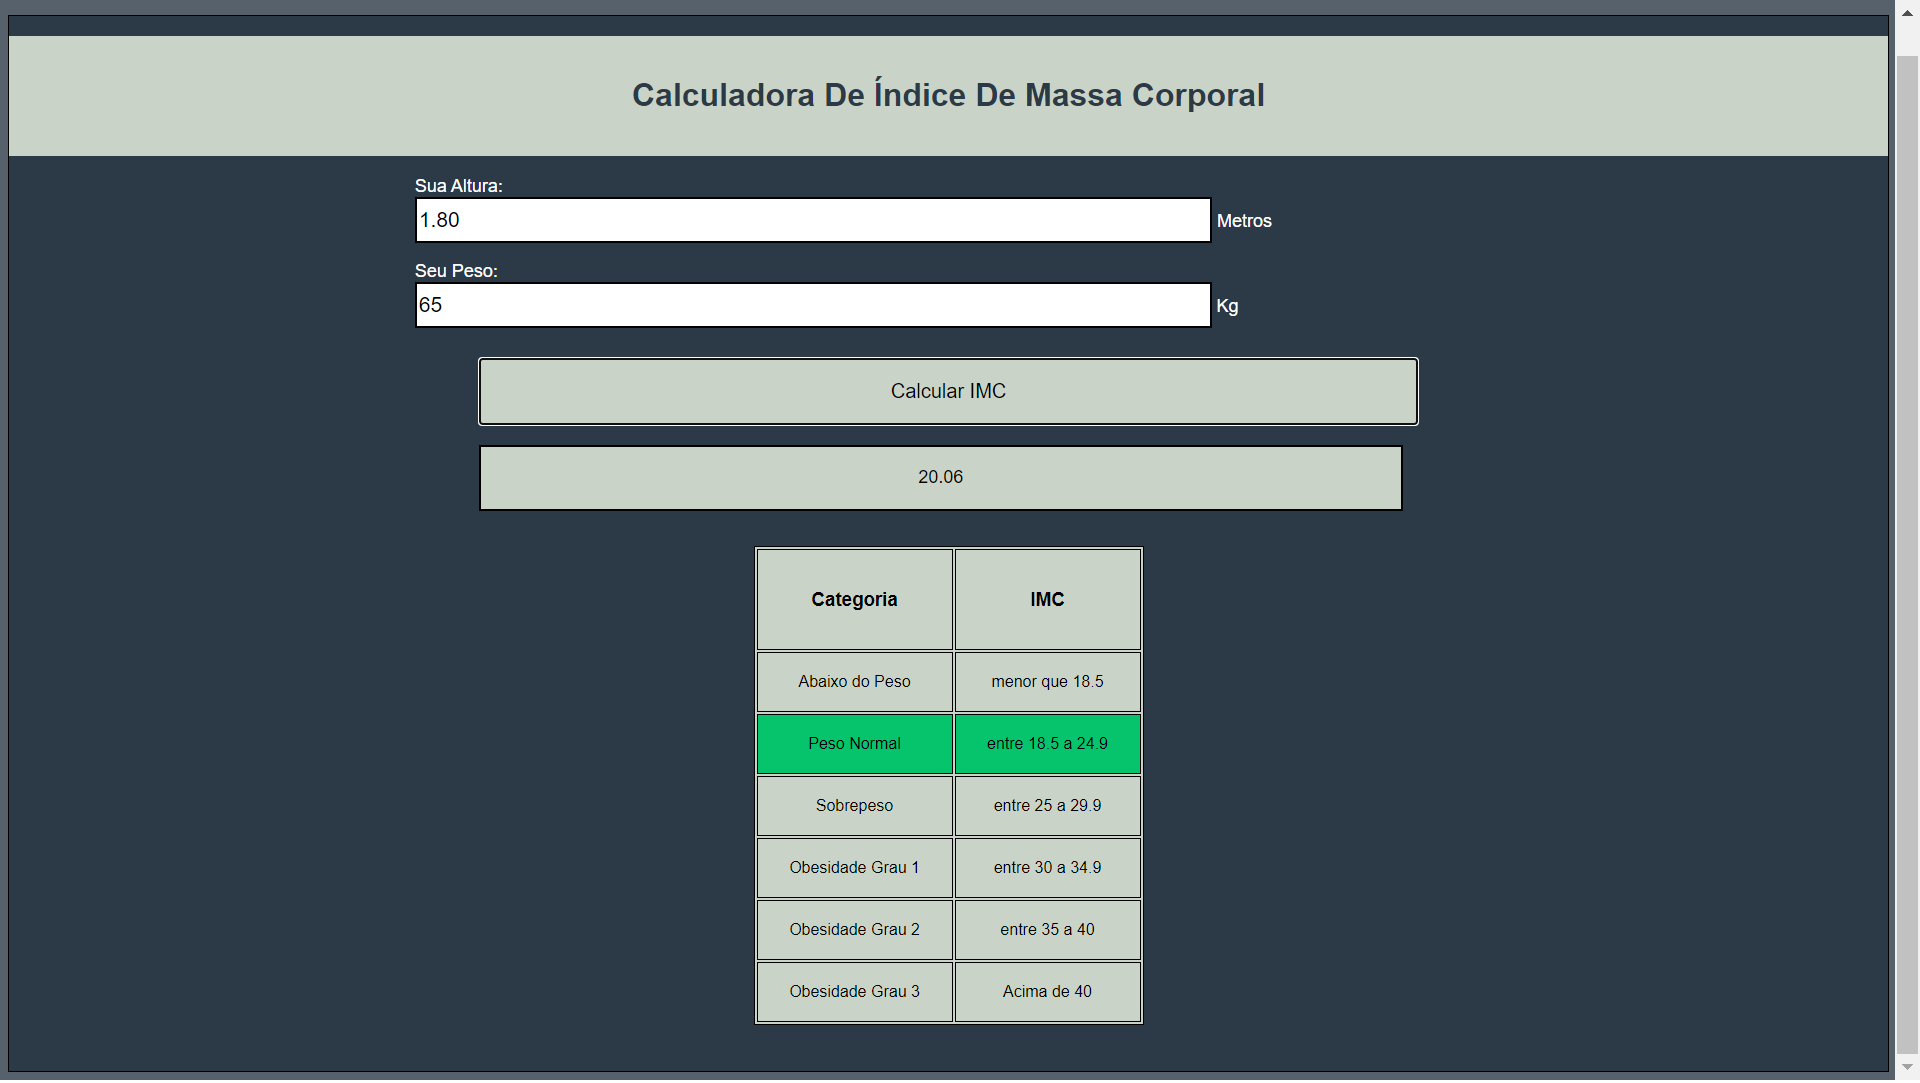 Calculadora De Índice De Massa Corporal
Sua Altura:
1.80 Metros
Seu Peso:
65 Kg
Calcular IMC
20.06
Categoria IMC
Abaixo do Peso menor que 18.5
Peso Normal entre 18.5 a 24.9
Sobrepeso entre 25 a 29.9
Obesidade Grau 1 entre 30 a 34.9
Obesidade Grau 2 entre 35 a 40
Obesidade Grau 3 Acima de 40